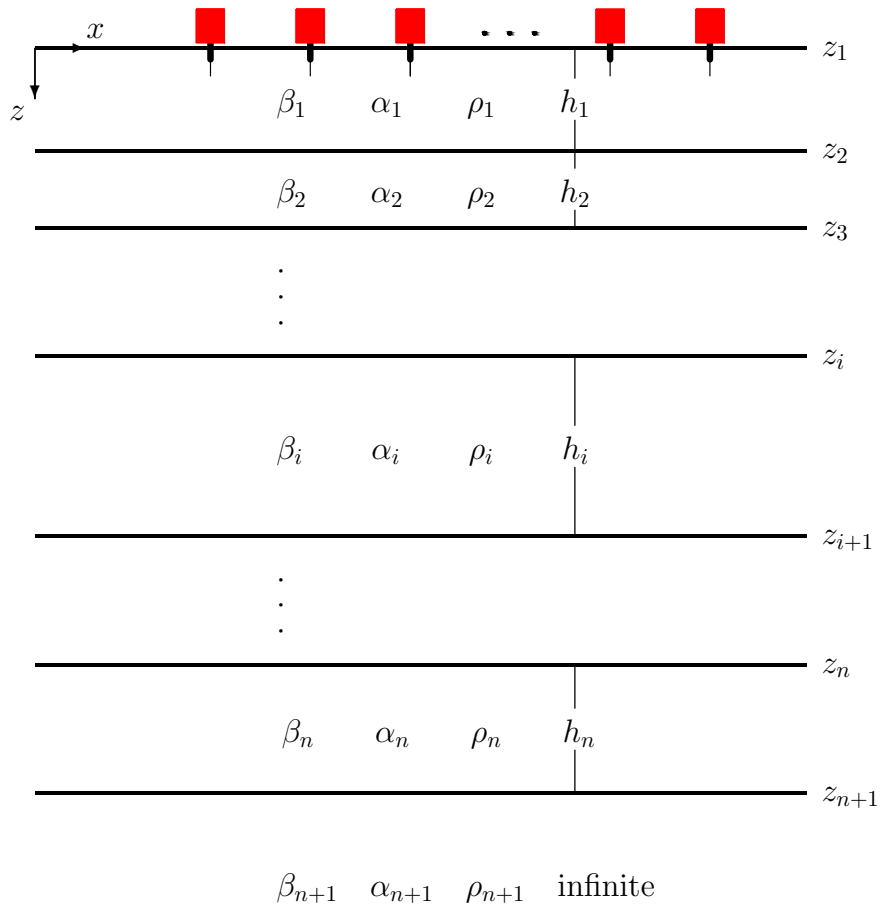 x
z₁
z
β₁ α₁ ρ₁ h₁
z₂
β₂ α₂ ρ₂ h₂
z₃
zᵢ
βᵢ αᵢ ρᵢ hᵢ
zᵢ₊₁
zₙ
βₙ αₙ ρₙ hₙ
zₙ₊₁
βₙ₊₁ αₙ₊₁ ρₙ₊₁ infinite